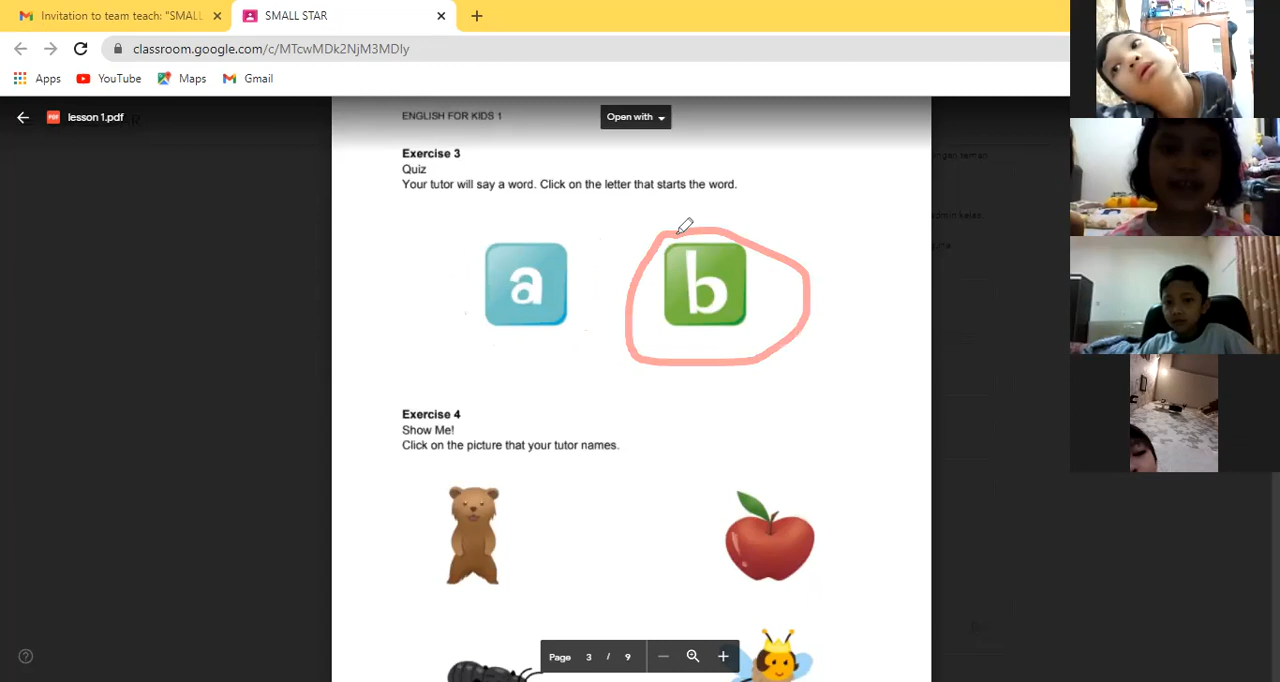 Invitation to team teach: "SMALL
SMALL STAR
classroom.google.com/c/MTcwMDk2NjM3MDIy
Apps
YouTube
Maps
Gmail
lesson 1.pdf
Open with
ENGLISH FOR KIDS 1
Exercise 3
Quiz
Your tutor will say a word. Click on the letter that starts the word.
a b
Exercise 4
Show Me!
Click on the picture that your tutor names.
Page 3 / 9